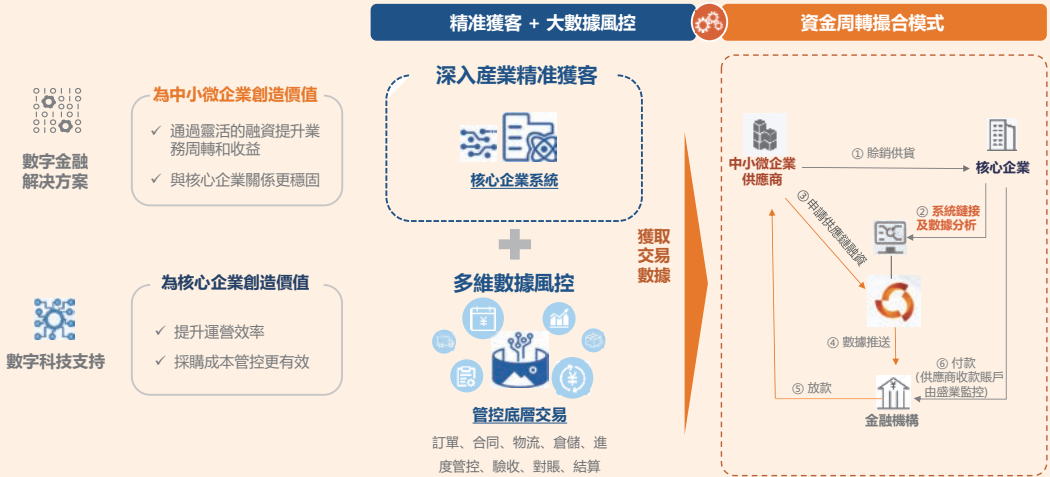 精准獲客 + 大數據風控
資金周轉撮合模式
數字金融
解決方案
為中小微企業創造價值
✓ 通過靈活的融資提升業
務周轉和收益
✓ 與核心企業關係更穩固
數字科技支持
為核心企業創造價值
✓ 提升運營效率
✓ 採購成本管控更有效
深入産業精准獲客
核心企業系統
多維數據風控
管控底層交易
訂單、合同、物流、倉儲、進
度管控、驗收、對賬、結算
獲取
交易
數據
中小微企業
供應商
① 賒銷供貨
核心企業
② 系統鏈接
及數據分析
③ 申請供應鏈融資
④ 數據推送
⑤ 放款
⑥ 付款
(供應商收款賬戶
由盛業監控)
金融機構